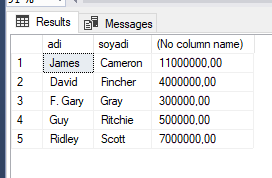 Results Messages
adi soyadi (No column name)
1 James Cameron 11000000,00
2 David Fincher 4000000,00
3 F. Gary Gray 300000,00
4 Guy Ritchie 500000,00
5 Ridley Scott 7000000,00